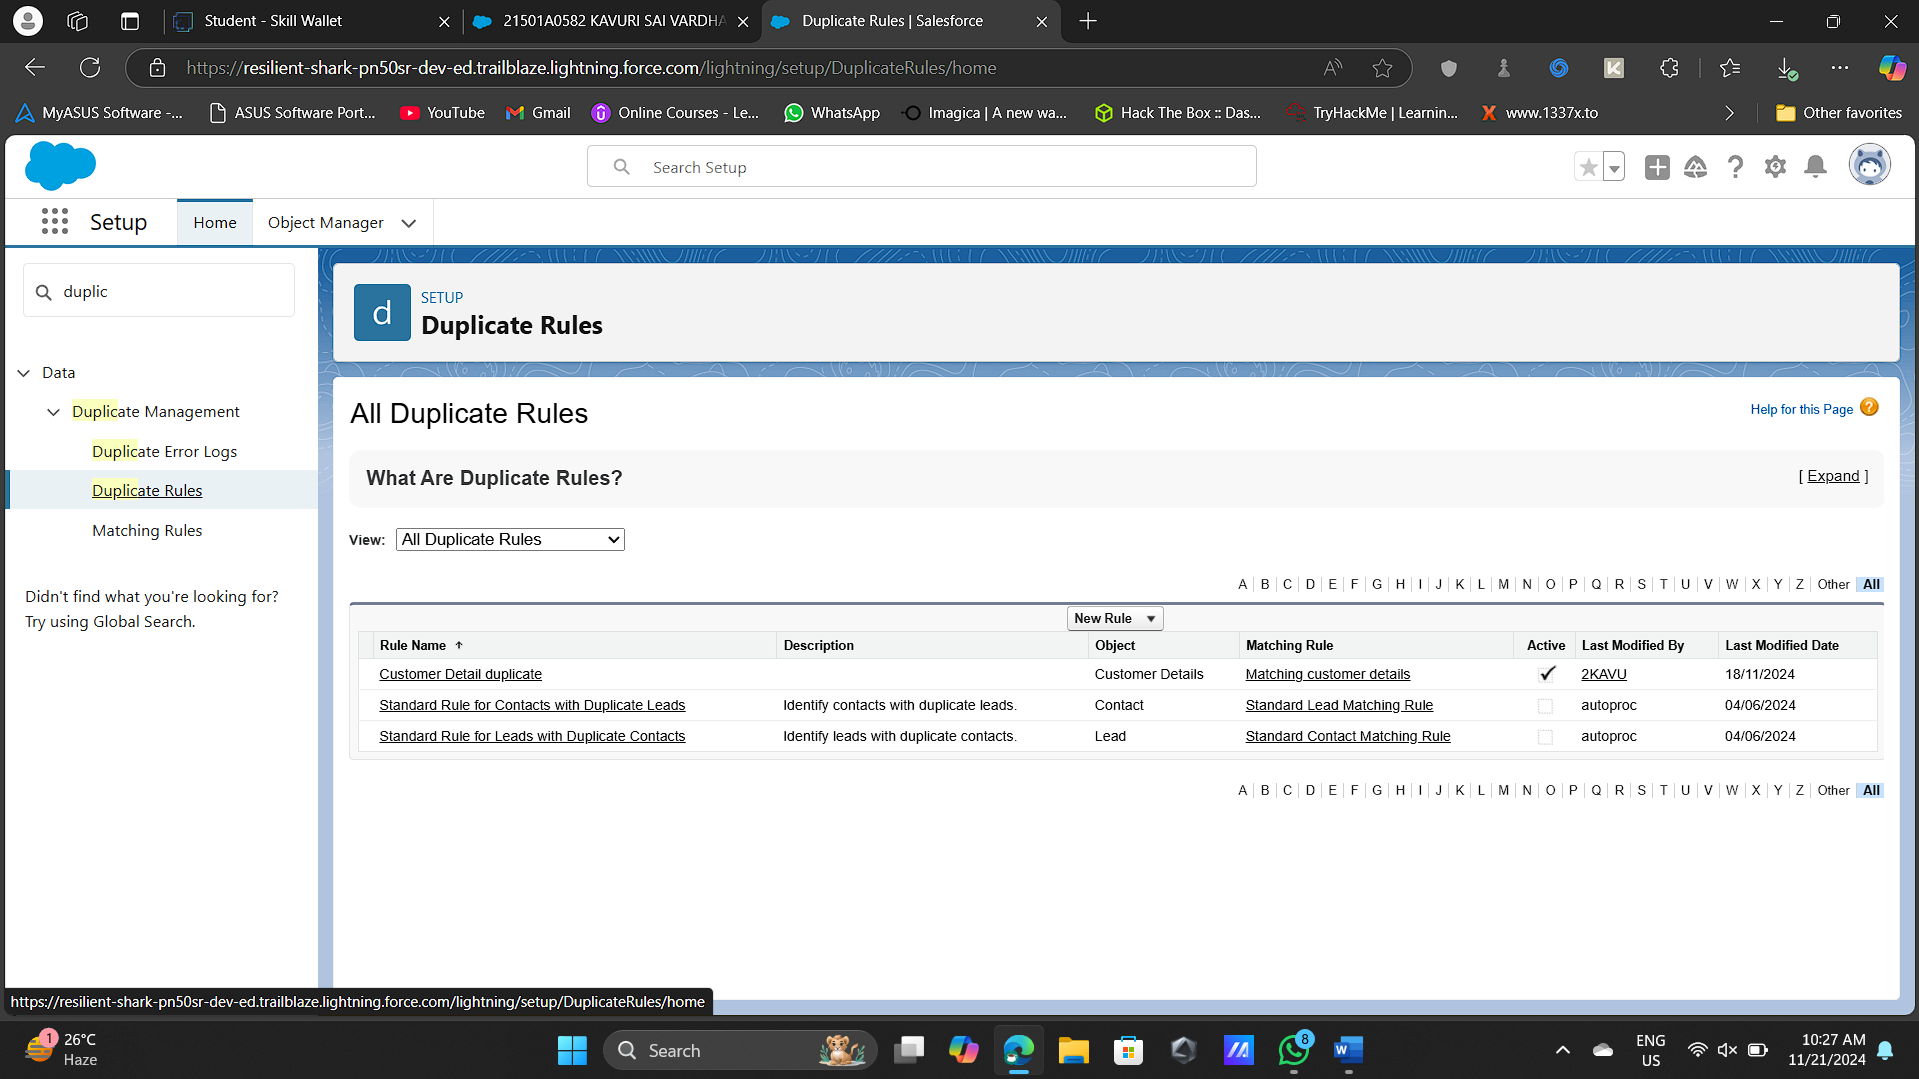 Student - Skill Wallet
21501A0582 KAVURI SAI VARDHA
Duplicate Rules | Salesforce
https://resilient-shark-pn50sr-dev-ed.trailblaze.lightning.force.com/lightning/setup/DuplicateRules/home
MyASUS Software -...
ASUS Software Port...
YouTube
Gmail
Online Courses - Le...
WhatsApp
Imagica | A new wa...
Hack The Box :: Das...
TryHackMe | Learnin...
www.1337x.to
Other favorites
Search Setup
Setup
Home
Object Manager
duplic
Data
Duplicate Management
Duplicate Error Logs
Duplicate Rules
Matching Rules
Didn't find what you're looking for?
Try using Global Search.
d
SETUP
Duplicate Rules
All Duplicate Rules
Help for this Page ?
What Are Duplicate Rules?
[ Expand ]
View: All Duplicate Rules
A | B | C | D | E | F | G | H | I | J | K | L | M | N | O | P | Q | R | S | T | U | V | W | X | Y | Z | Other | All
New Rule
Rule Name Description Object Matching Rule Active Last Modified By Last Modified Date
Customer Detail duplicate Customer Details Matching customer details 2KAVU 18/11/2024
Standard Rule for Contacts with Duplicate Leads Identify contacts with duplicate leads. Contact Standard Lead Matching Rule autoproc 04/06/2024
Standard Rule for Leads with Duplicate Contacts Identify leads with duplicate contacts. Lead Standard Contact Matching Rule autoproc 04/06/2024
A | B | C | D | E | F | G | H | I | J | K | L | M | N | O | P | Q | R | S | T | U | V | W | X | Y | Z | Other | All
https://resilient-shark-pn50sr-dev-ed.trailblaze.lightning.force.com/lightning/setup/DuplicateRules/home
1
26°C
Haze
Search
8
ENG
US
10:27 AM
11/21/2024